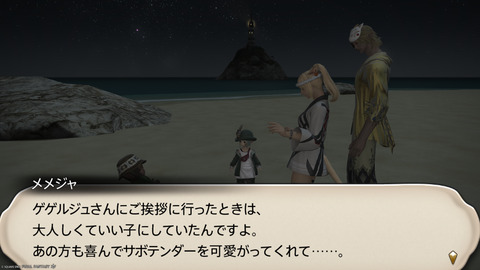 メメジャ
ゲゲルジュさんにご挨拶に行ったときは、
大人しくていい子にしていたんですよ。
あの方も喜んでサボテンダーを可愛がってくれて……。